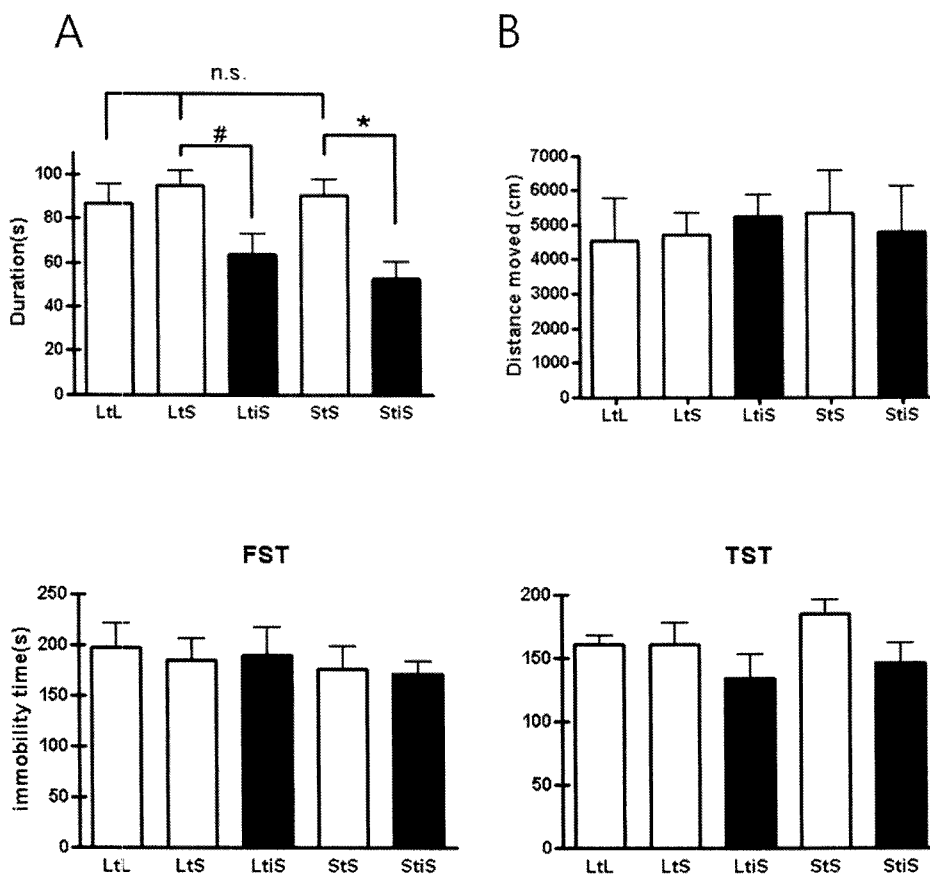 A
n.s.
#
*
Duration(s)
100
80
60
40
20
0
LtL LtS LtiS StS StiS
B
Distance moved (cm)
7000
6000
5000
4000
3000
2000
1000
0
LtL LtS LtiS StS StiS
FST
immobility time(s)
250
200
150
100
50
0
LtL LtS LtiS StS StiS
TST
200
150
100
50
0
LtL LtS LtiS StS StiS